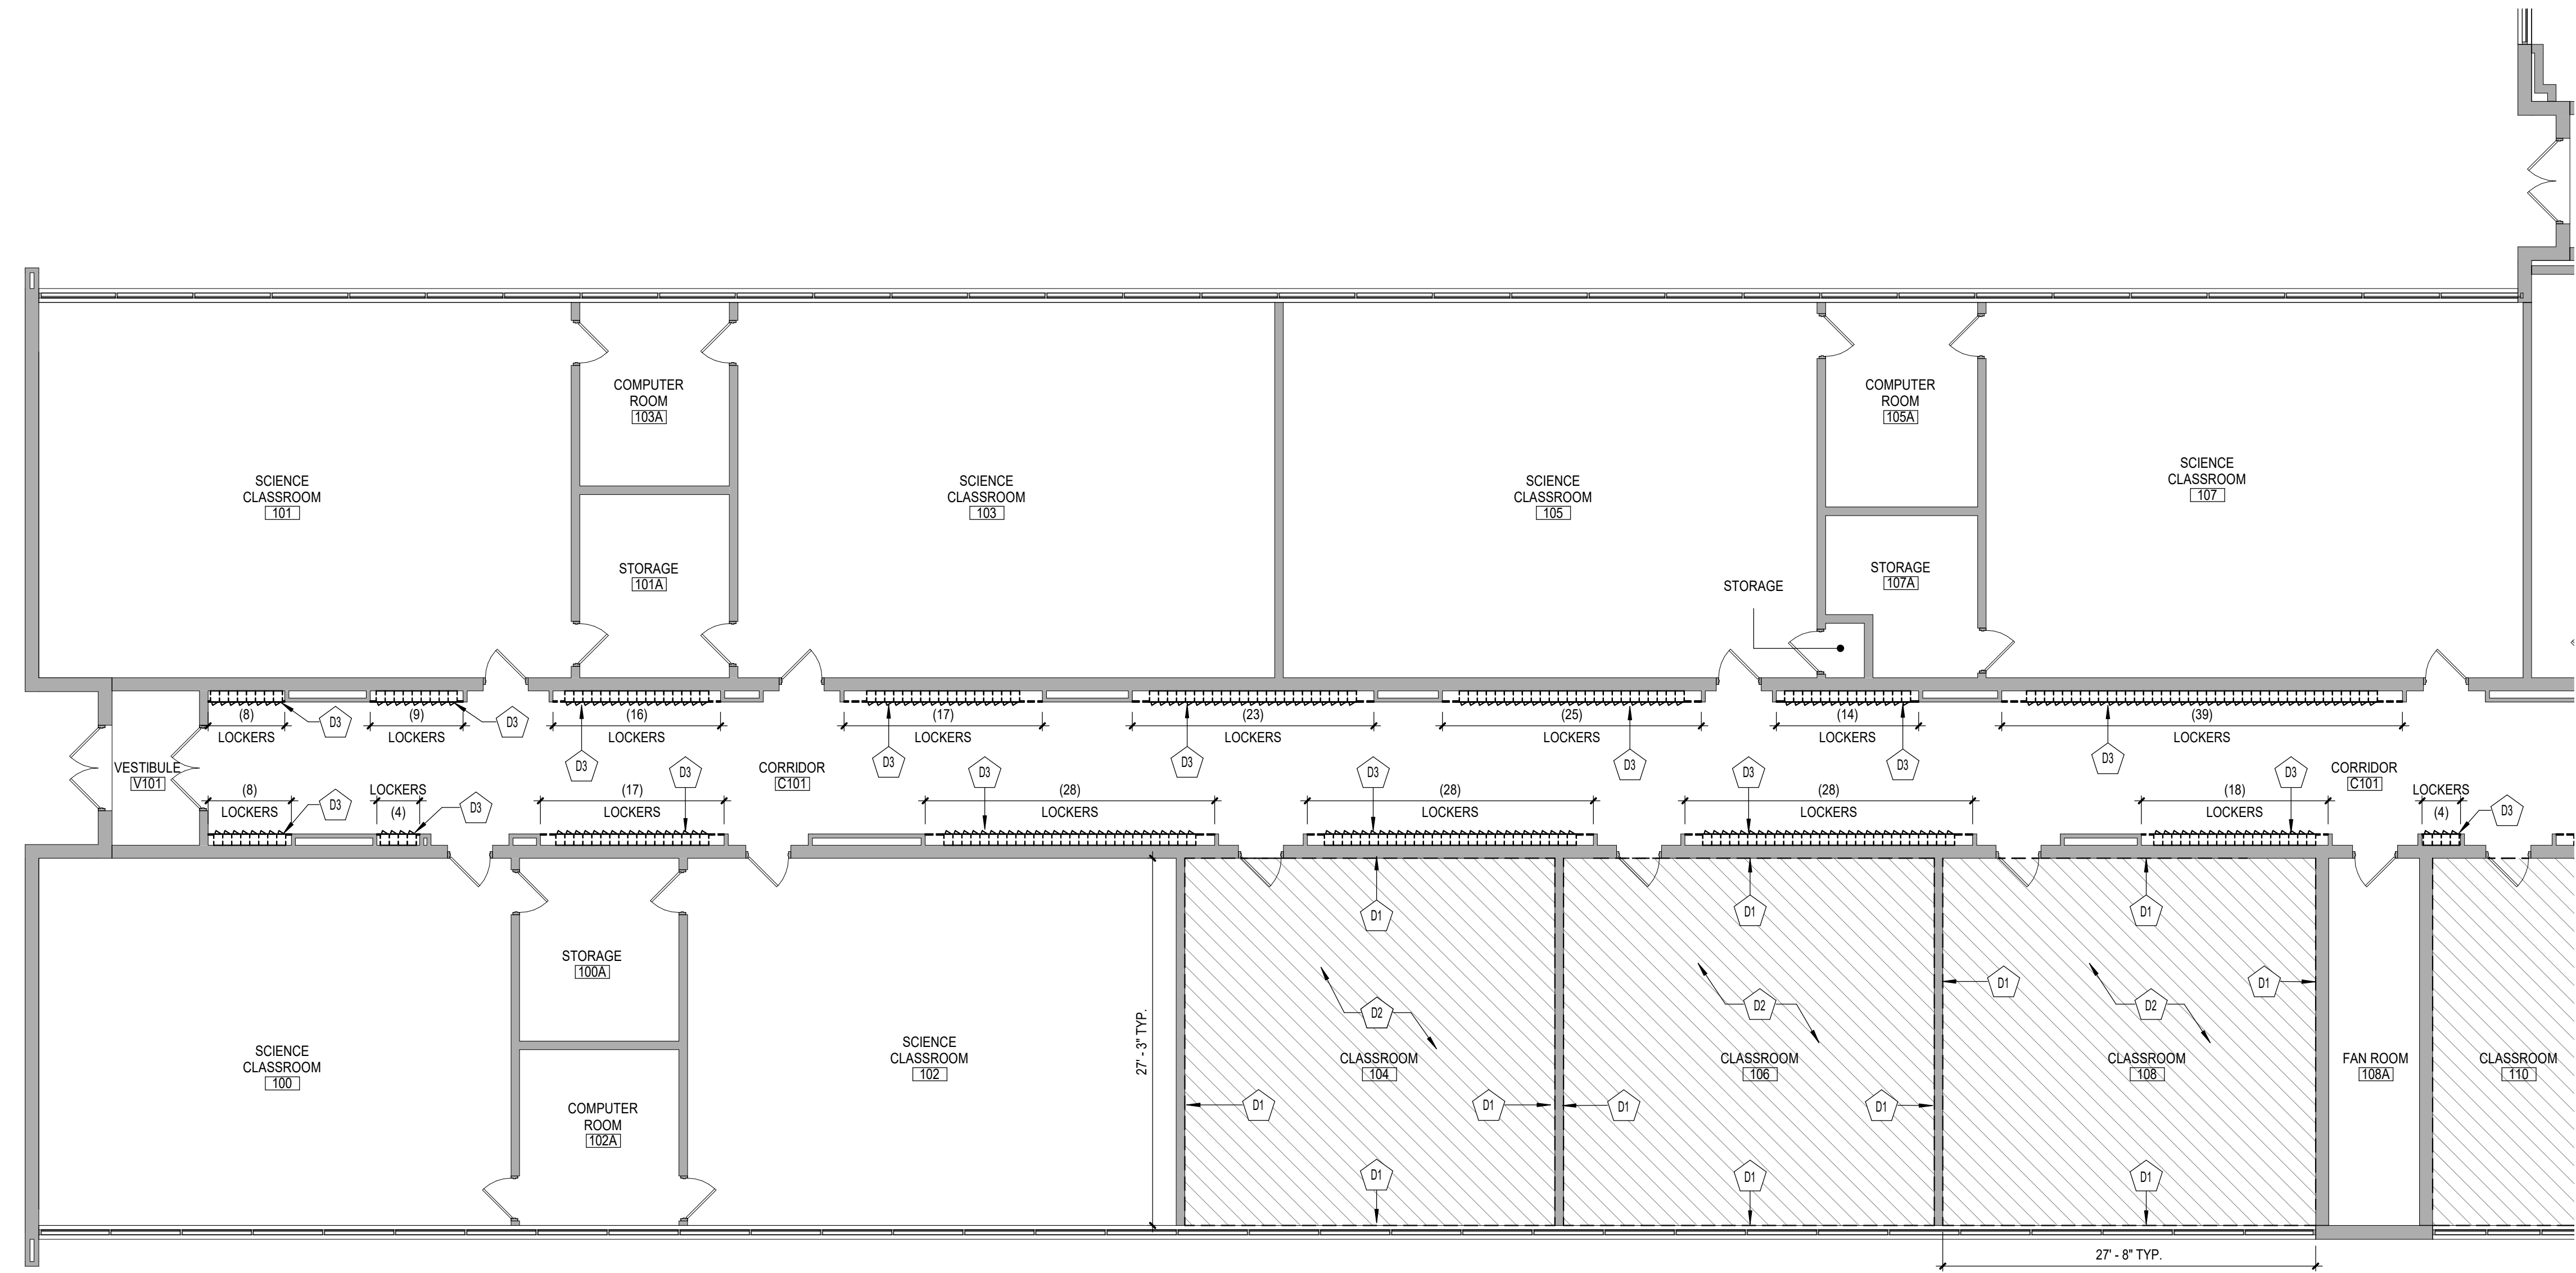 COMPUTER
ROOM
103A
COMPUTER
ROOM
105A
SCIENCE
CLASSROOM
101
SCIENCE
CLASSROOM
103
SCIENCE
CLASSROOM
105
SCIENCE
CLASSROOM
107
STORAGE
101A
STORAGE
STORAGE
107A
(8)
LOCKERS
D3
(9)
LOCKERS
D3
(16)
LOCKERS
D3
(17)
LOCKERS
D3
(23)
LOCKERS
D3
(25)
LOCKERS
D3
(14)
LOCKERS
D3
(39)
LOCKERS
D3
VESTIBULE
V101
CORRIDOR
C101
CORRIDOR
C101
(8)
LOCKERS
D3
LOCKERS
(4)
D3
(17)
LOCKERS
D3
(28)
LOCKERS
D3
(28)
LOCKERS
D3
(28)
LOCKERS
D3
(18)
LOCKERS
D3
LOCKERS
(4)
D3
D1
D1
D1
STORAGE
100A
D1
D1
D2
D2
D2
27' - 3" TYP.
SCIENCE
CLASSROOM
100
SCIENCE
CLASSROOM
102
CLASSROOM
104
CLASSROOM
106
CLASSROOM
108
FAN ROOM
108A
CLASSROOM
110
COMPUTER
ROOM
102A
D1
D1
D1
D1
D1
D1
D1
27' - 8" TYP.